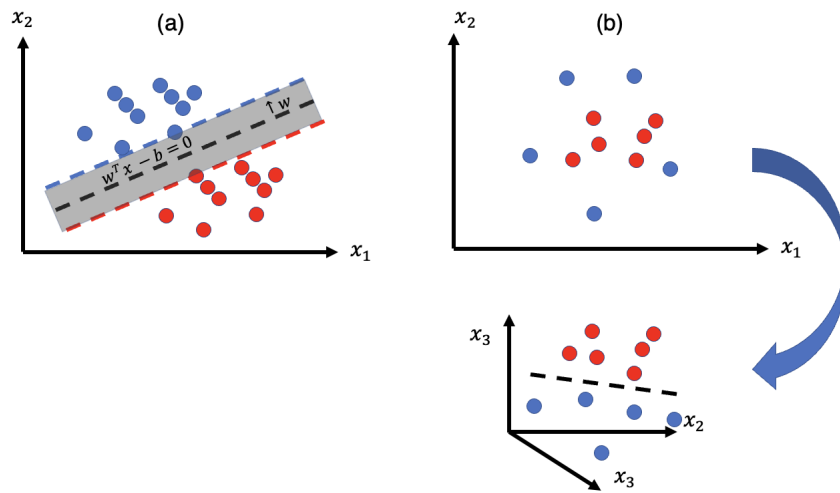 (a)
x₂
↑ w
wᵀx − b = 0
x₁
(b)
x₂
x₁
x₃
x₂
x₃